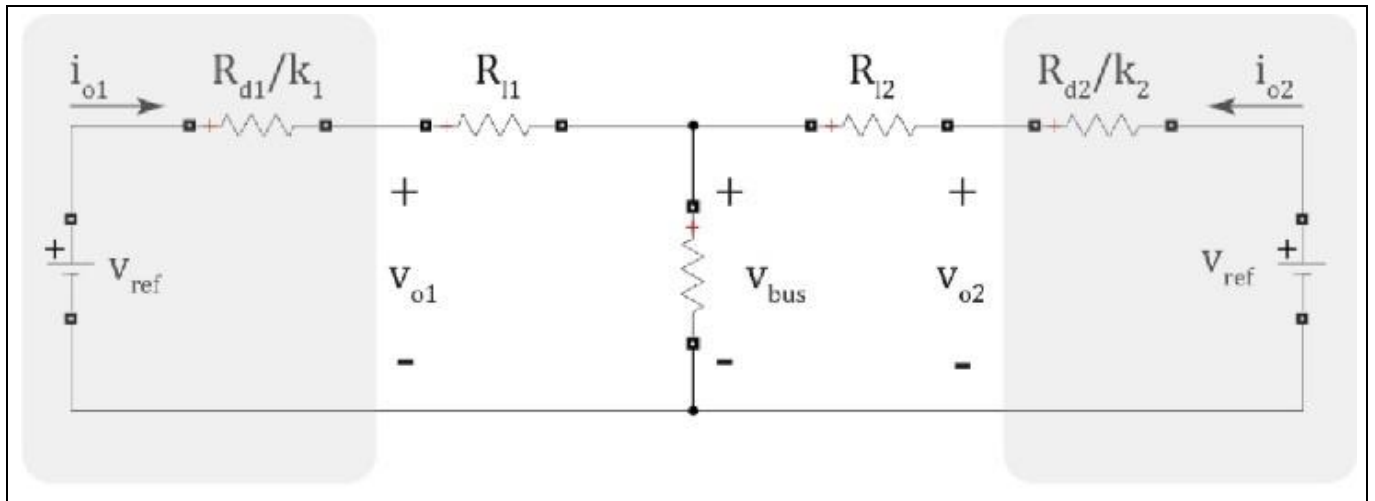 i_o1 R_d1/k_1 R_l1 R_l2 R_d2/k_2 i_o2
+ + + + +
+ + +
+ + +
v_ref v_o1 v_bus v_o2 v_ref
- - -